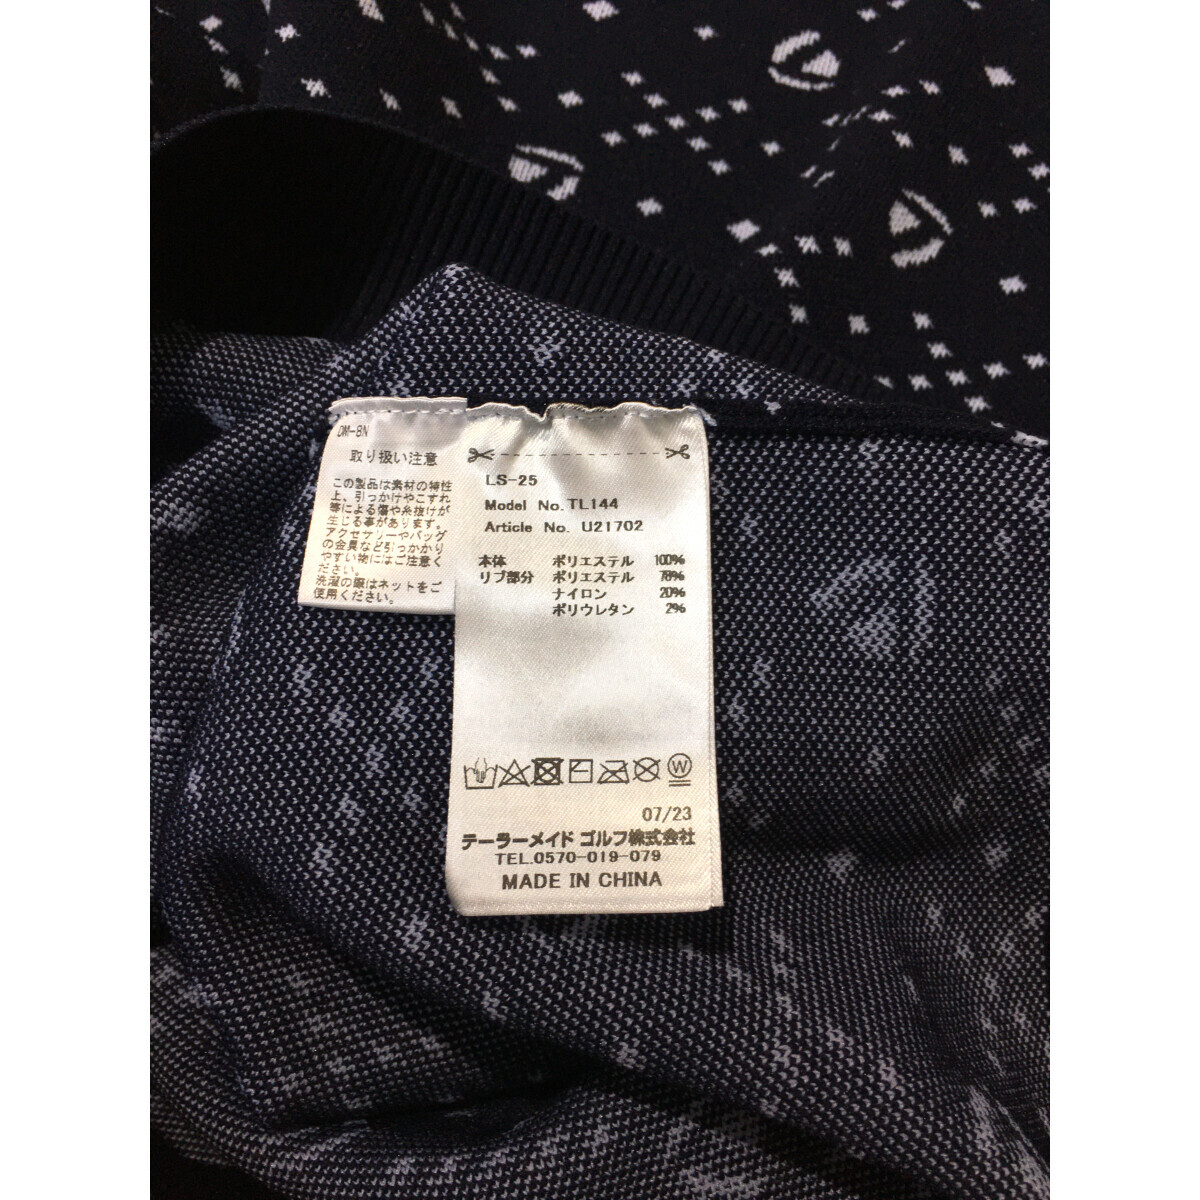 DM-8N
取り扱い注意
この製品は素材の特性
上、引っかけやこすれ
等による傷や糸抜けが
生じる事があります。
アクセサリーやバッグ
の金具など引っかかり
やすい物にはご注意く
ださい。
洗濯の際はネットをご
使用ください。
LS-25
Model No. TL144
Article No. U21702
本体 ポリエステル 100%
リブ部分 ポリエステル 78%
ナイロン 20%
ポリウレタン 2%
W
07/23
テーラーメイド ゴルフ株式会社
TEL.0570-019-079
MADE IN CHINA